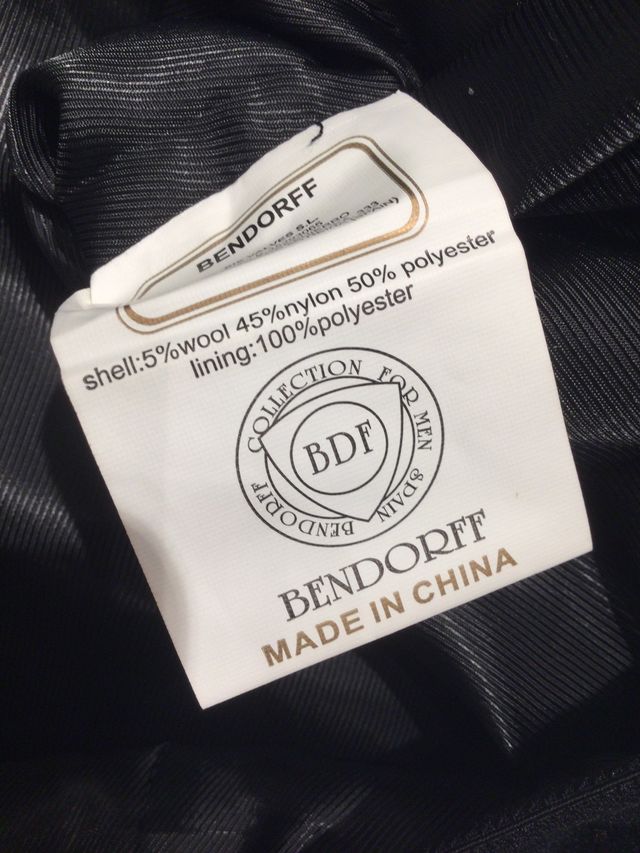 BENDORFF
S.L.
shell:5%wool 45%nylon 50% polyester
lining:100%polyester
BENDORFF COLLECTION FOR MEN SPAIN
BDF
BENDORFF
MADE IN CHINA